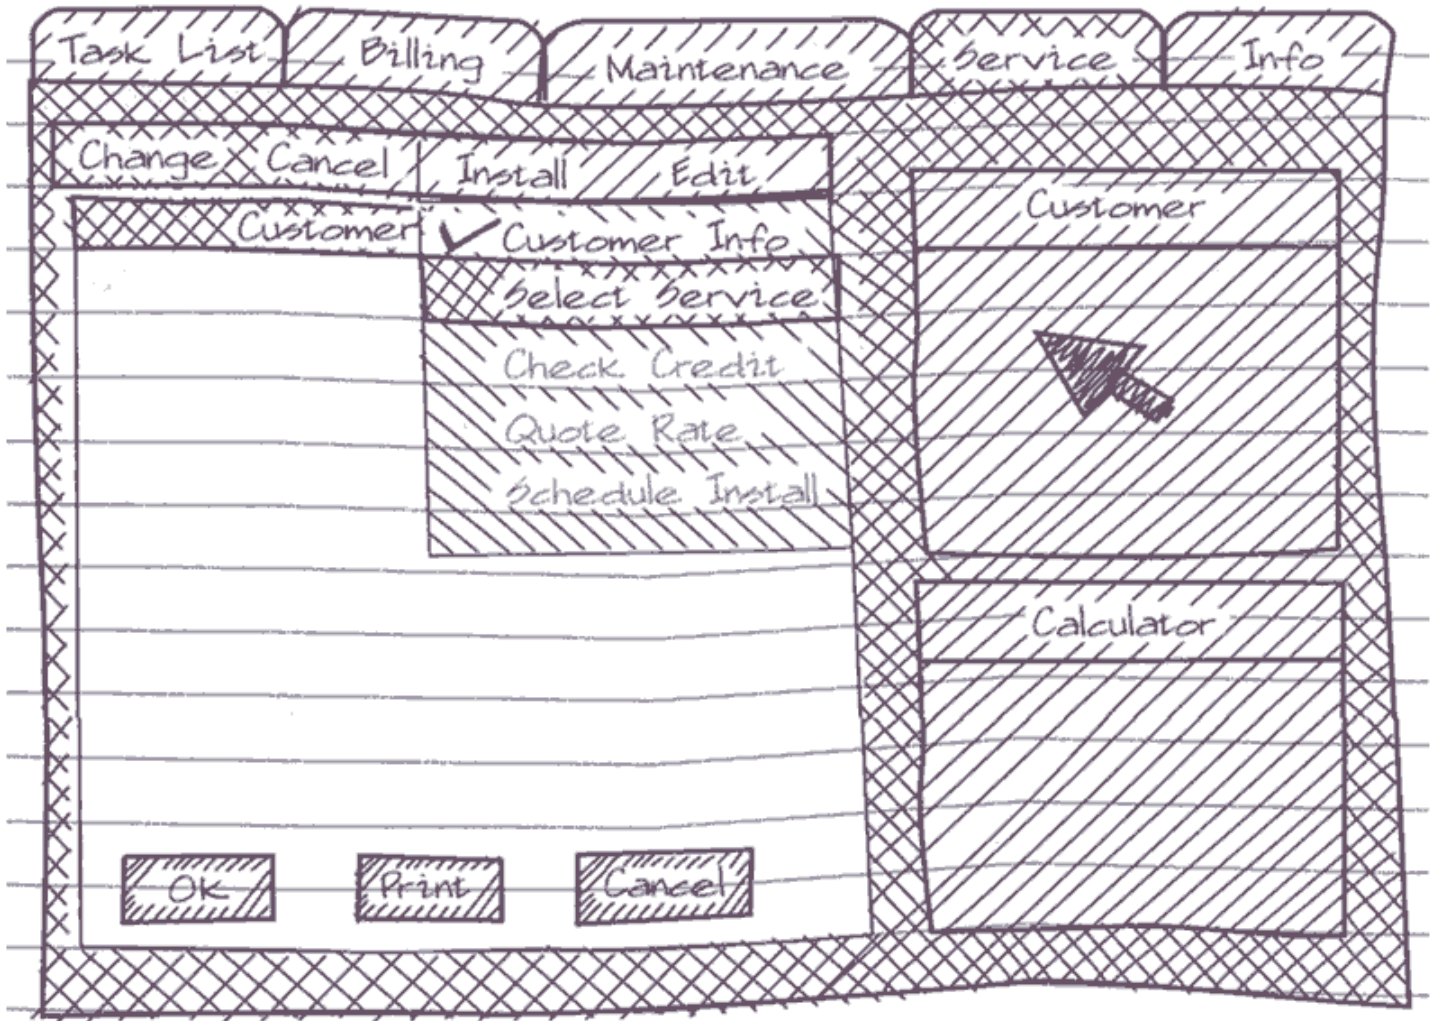 Task List Billing Maintenance Service Info
Change Cancel Install Edit
Customer
Customer Info
Select Service
Check Credit
Quote Rate
Schedule Install
Ok Print Cancel
Customer
Calculator